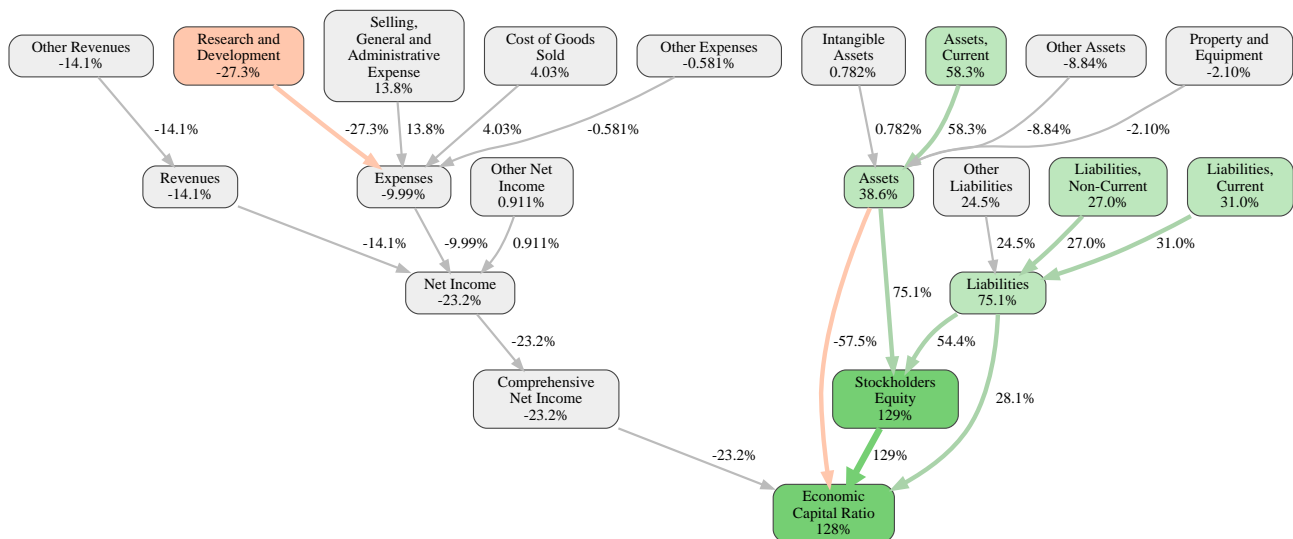 Other Revenues
-14.1%
Research and
Development
-27.3%
Selling,
General and
Administrative
Expense
13.8%
Cost of Goods
Sold
4.03%
Other Expenses
-0.581%
Intangible
Assets
0.782%
Assets,
Current
58.3%
Other Assets
-8.84%
Property and
Equipment
-2.10%
-14.1%
-27.3%
13.8%
4.03%
-0.581%
0.782%
58.3%
-8.84%
-2.10%
Revenues
-14.1%
Expenses
-9.99%
Other Net
Income
0.911%
Assets
38.6%
Other
Liabilities
24.5%
Liabilities,
Non-Current
27.0%
Liabilities,
Current
31.0%
-14.1%
-9.99%
0.911%
24.5%
27.0%
31.0%
Net Income
-23.2%
75.1%
Liabilities
75.1%
-23.2%
-57.5%
54.4%
Comprehensive
Net Income
-23.2%
Stockholders
Equity
129%
28.1%
-23.2%
129%
Economic
Capital Ratio
128%